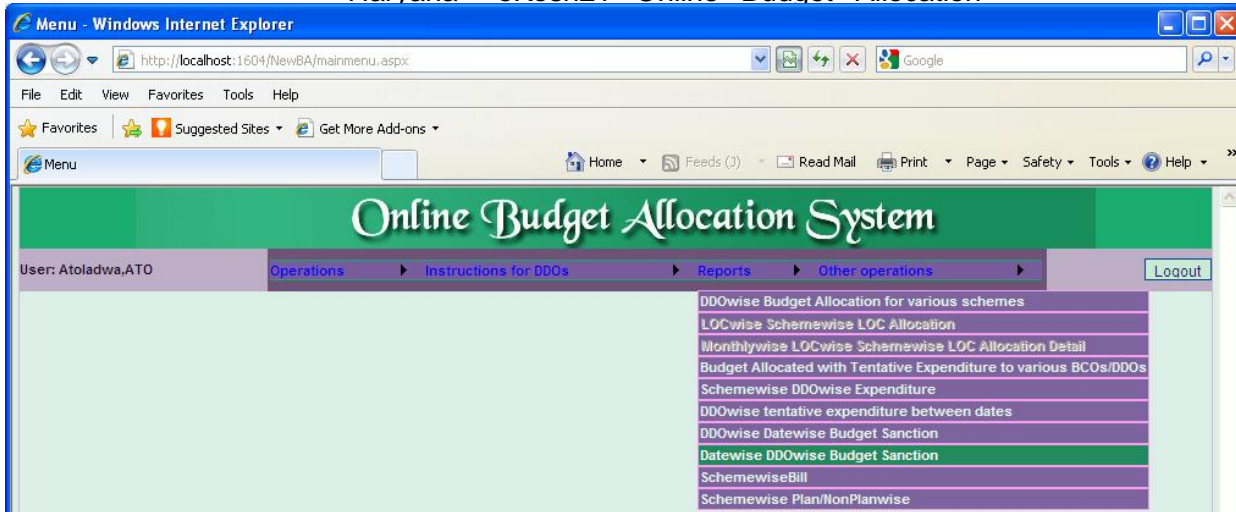 Online Budget Allocation
Menu - Windows Internet Explorer
http://localhost:1604/NewBA/mainmenu.aspx
Google
File Edit View Favorites Tools Help
Favorites Suggested Sites Get More Add-ons
Menu Home Feeds (J) Read Mail Print Page Safety Tools Help »
Online Budget Allocation System
User: Atoladwa,ATO Operations Instructions for DDOs Reports Other operations Logout
DDOwise Budget Allocation for various schemes
LOCwise Schemewise LOC Allocation
Monthlywise LOCwise Schemewise LOC Allocation Detail
Budget Allocated with Tentative Expenditure to various BCOs/DDOs
Schemewise DDOwise Expenditure
DDOwise tentative expenditure between dates
DDOwise Datewise Budget Sanction
Datewise DDOwise Budget Sanction
SchemewiseBill
Schemewise Plan/NonPlanwise